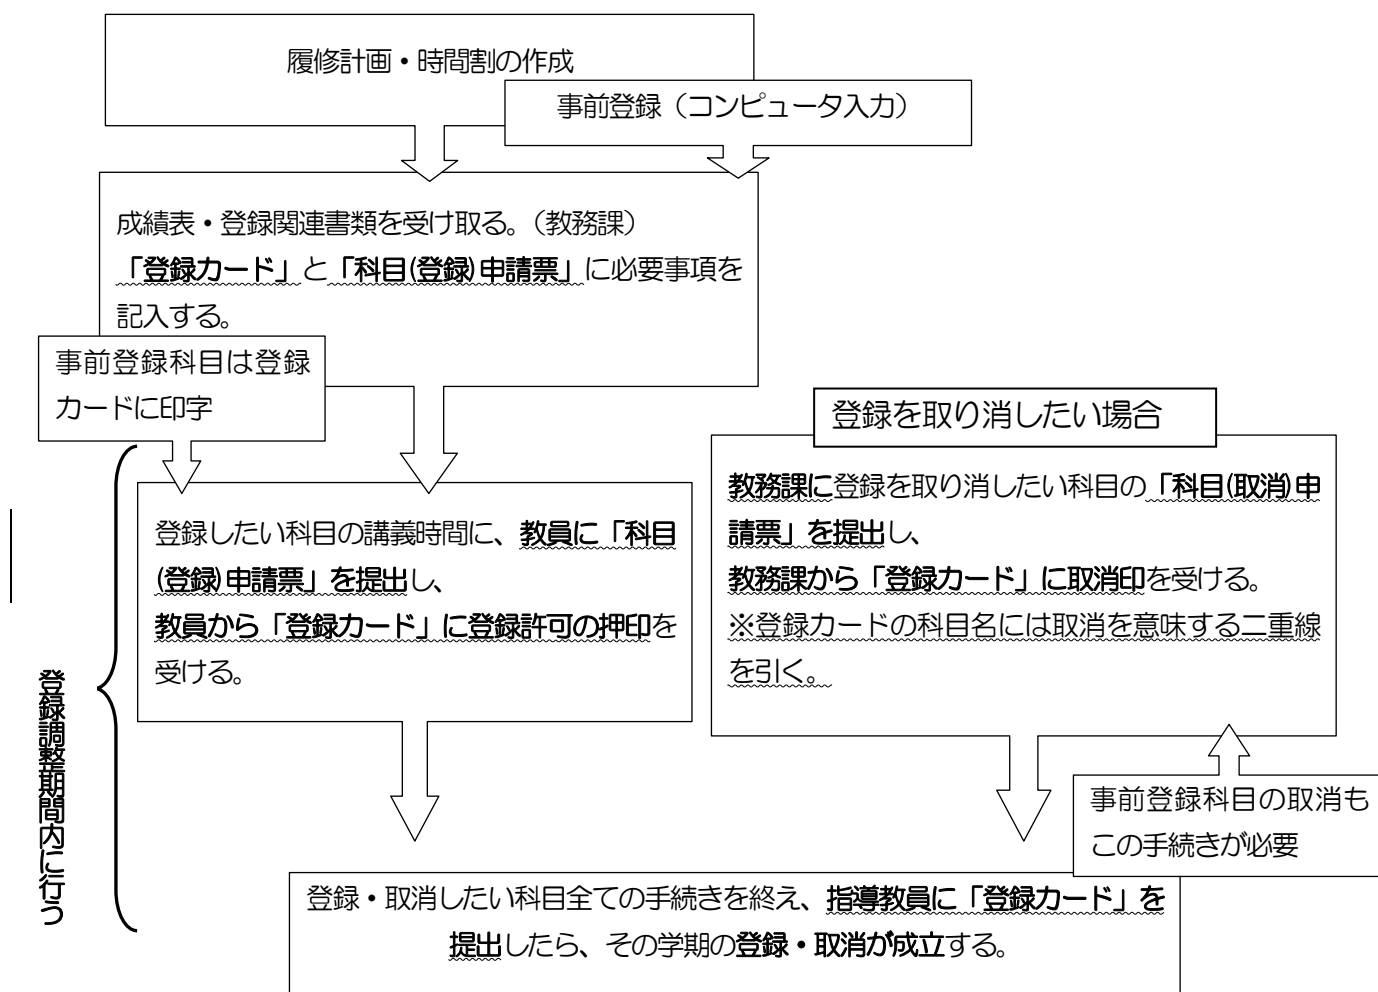 履修計画・時間割の作成
事前登録（コンピュータ入力）
成績表・登録関連書類を受け取る。（教務課）
「登録カード」と「科目(登録)申請票」に必要事項を
記入する。
事前登録科目は登録
カードに印字
登録したい科目の講義時間に、教員に「科目
(登録)申請票」を提出し、
教員から「登録カード」に登録許可の押印を
受ける。
登録を取り消したい場合
教務課に登録を取り消したい科目の「科目(取消)申
請票」を提出し、
教務課から「登録カード」に取消印を受ける。
※登録カードの科目名には取消を意味する二重線
を引く。
事前登録科目の取消も
この手続きが必要
登録調整期間内に行う
登録・取消したい科目全ての手続きを終え、指導教員に「登録カード」を
提出したら、その学期の登録・取消が成立する。